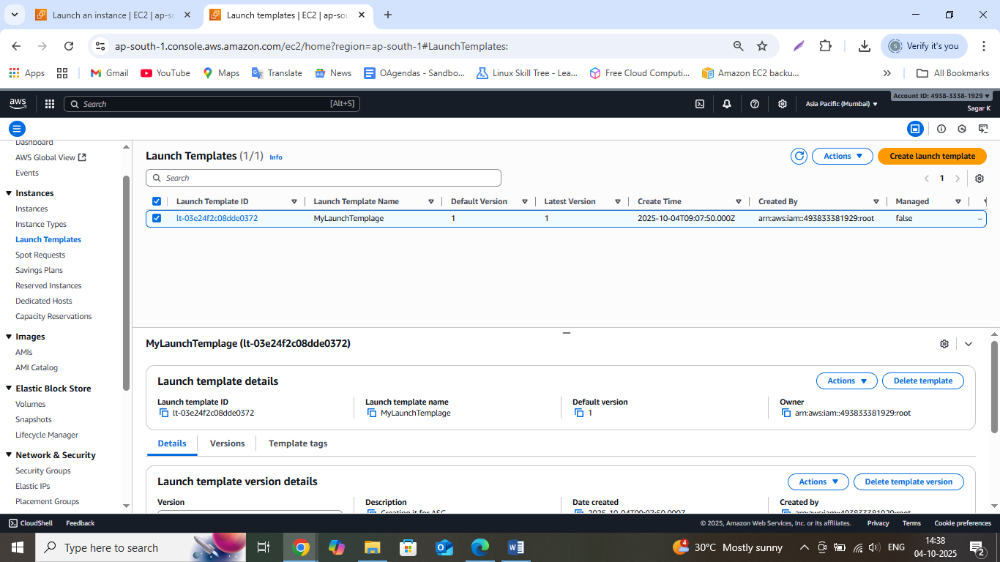 Launch an instance | EC2 | ap-sc
Launch templates | EC2 | ap-sou
ap-south-1.console.aws.amazon.com/ec2/home?region=ap-south-1#LaunchTemplates:
S
Verify it's you
Apps
Gmail
YouTube
Maps
Translate
News
OAgendas - Sandbo...
Linux Skill Tree - Lea...
Free Cloud Computi...
Amazon EC2 backu...
All Bookmarks
aws
Search
[Alt+S]
Asia Pacific (Mumbai)
Account ID: 4938-3338-1929
Sagar K
Dashboard
AWS Global View
Events
Instances
Instances
Instance Types
Launch Templates
Spot Requests
Savings Plans
Reserved Instances
Dedicated Hosts
Capacity Reservations
Images
AMIs
AMI Catalog
Elastic Block Store
Volumes
Snapshots
Lifecycle Manager
Network & Security
Security Groups
Elastic IPs
Placement Groups
Launch Templates (1/1) Info
Actions
Create launch template
Search
1
Launch Template ID
Launch Template Name
Default Version
Latest Version
Create Time
Created By
Managed
lt-03e24f2c08dde0372
MyLaunchTemplage
1
1
2025-10-04T09:07:50.000Z
arn:aws:iam::493833381929:root
false
–
MyLaunchTemplage (lt-03e24f2c08dde0372)
Launch template details
Actions
Delete template
Launch template ID
lt-03e24f2c08dde0372
Launch template name
MyLaunchTemplage
Default version
1
Owner
arn:aws:iam::493833381929:root
Details
Versions
Template tags
Launch template version details
Actions
Delete template version
Version
Description
Creating it for ASG
Date created
2025-10-04T09:07:50.000Z
Created by
arn:aws:iam::493833381929:root
CloudShell
Feedback
© 2025, Amazon Web Services, Inc. or its affiliates.
Privacy
Terms
Cookie preferences
Type here to search
30°C Mostly sunny
ENG
14:38
04-10-2025
2